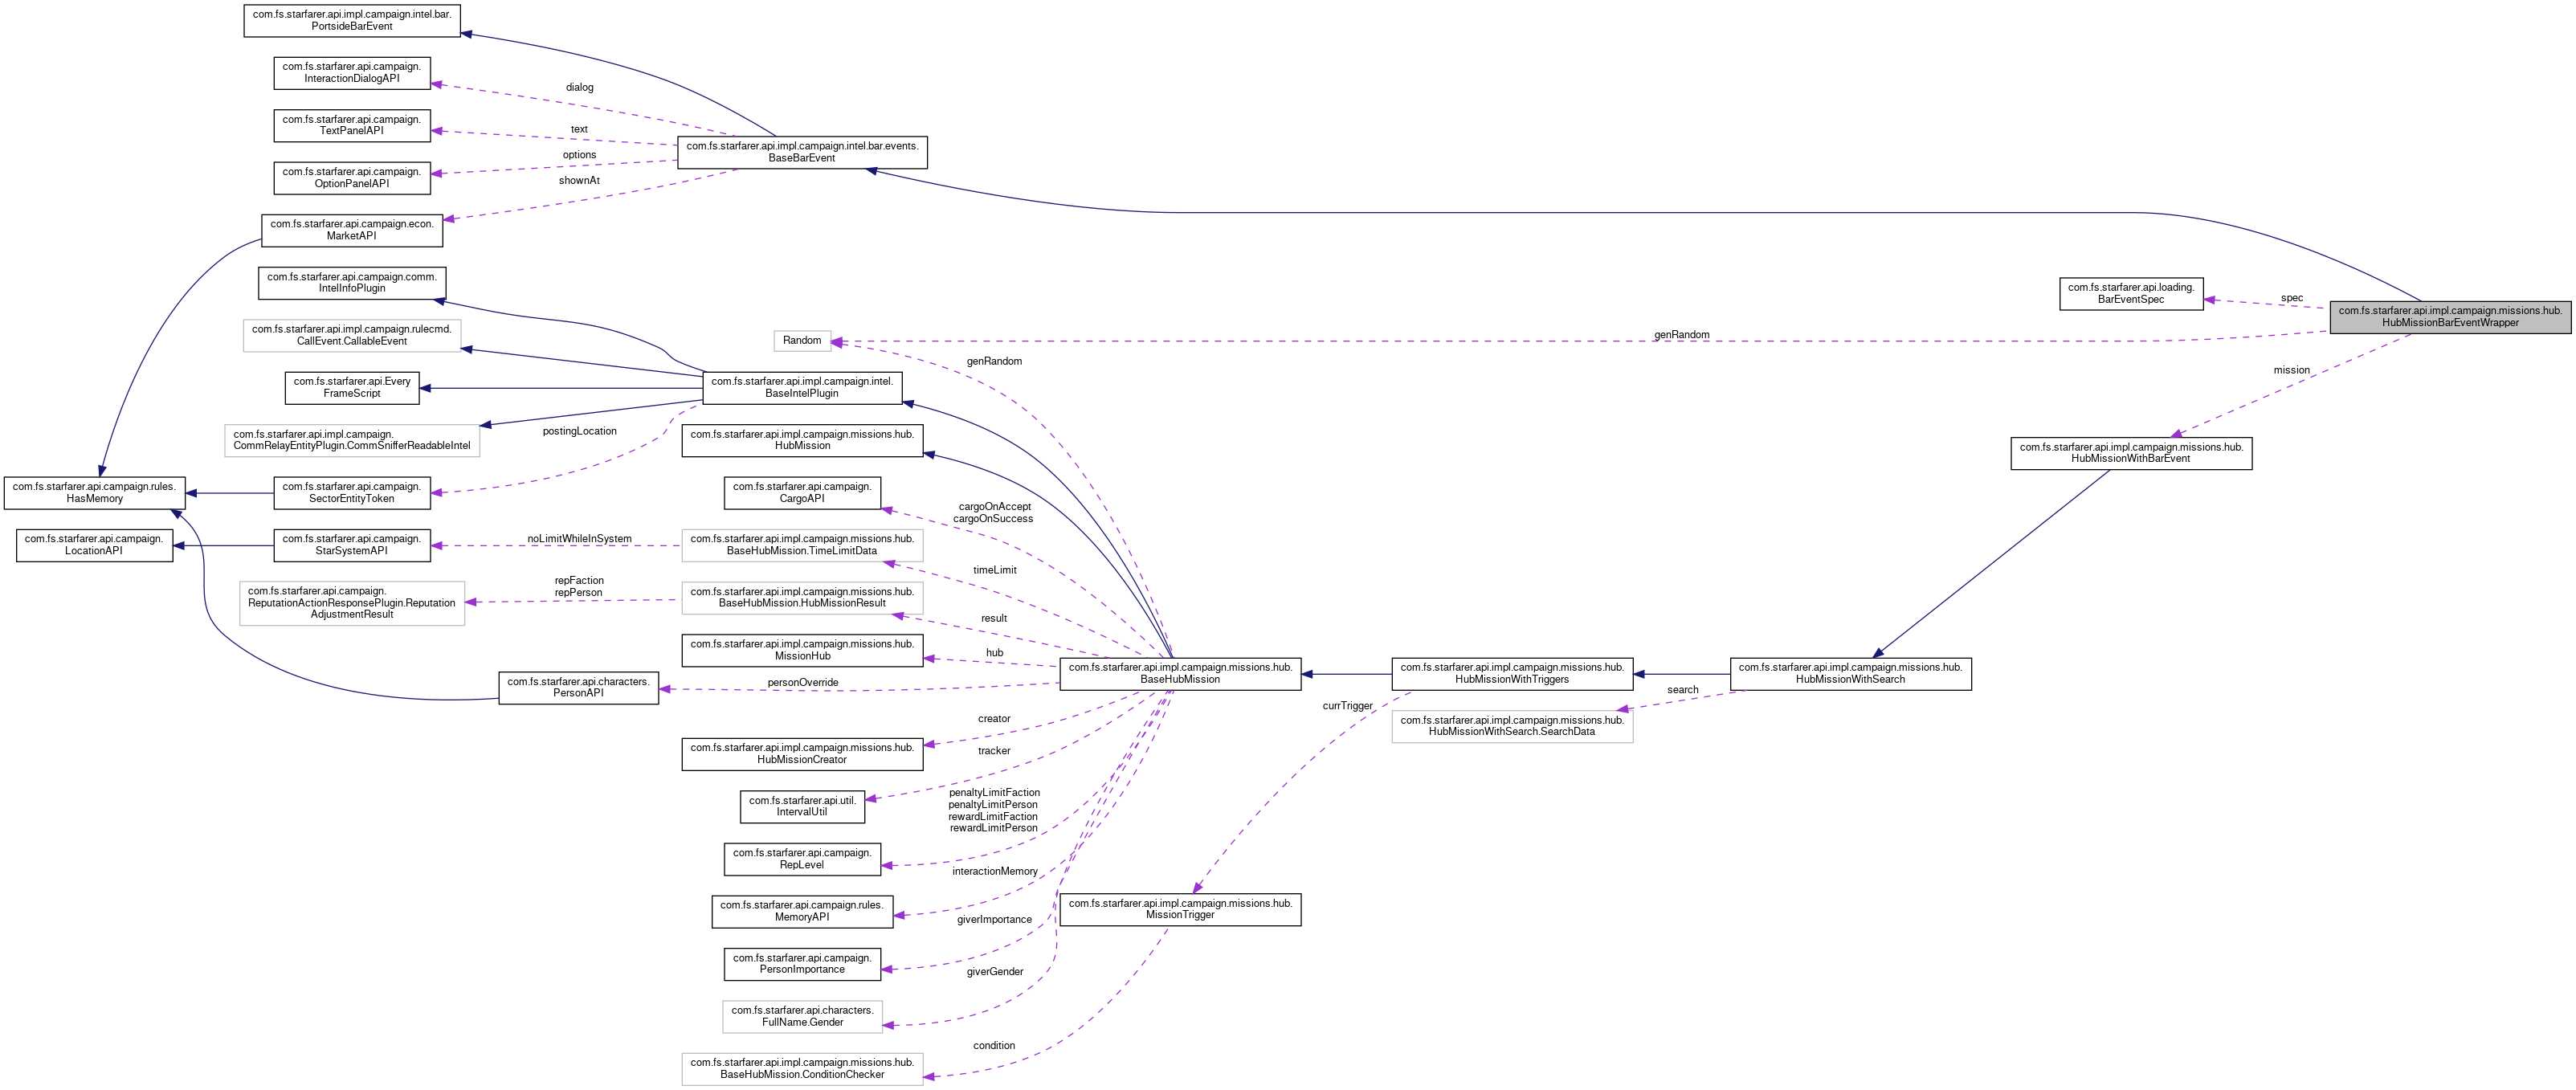 com.fs.starfarer.api.impl.campaign.intel.bar.
PortsideBarEvent
com.fs.starfarer.api.campaign.
InteractionDialogAPI
dialog
com.fs.starfarer.api.campaign.
TextPanelAPI
text
com.fs.starfarer.api.impl.campaign.intel.bar.events.
BaseBarEvent
options
com.fs.starfarer.api.campaign.
OptionPanelAPI
shownAt
com.fs.starfarer.api.campaign.econ.
MarketAPI
com.fs.starfarer.api.campaign.comm.
IntelInfoPlugin
com.fs.starfarer.api.loading.
BarEventSpec
spec
com.fs.starfarer.api.impl.campaign.missions.hub.
HubMissionBarEventWrapper
com.fs.starfarer.api.impl.campaign.rulecmd.
CallEvent.CallableEvent
Random
genRandom
genRandom
mission
com.fs.starfarer.api.Every
FrameScript
com.fs.starfarer.api.impl.campaign.intel.
BaseIntelPlugin
com.fs.starfarer.api.impl.campaign.
CommRelayEntityPlugin.CommSnifferReadableIntel
postingLocation
com.fs.starfarer.api.impl.campaign.missions.hub.
HubMission
com.fs.starfarer.api.impl.campaign.missions.hub.
HubMissionWithBarEvent
com.fs.starfarer.api.campaign.rules.
HasMemory
com.fs.starfarer.api.campaign.
SectorEntityToken
com.fs.starfarer.api.campaign.
CargoAPI
cargoOnAccept
cargoOnSuccess
com.fs.starfarer.api.campaign.
LocationAPI
com.fs.starfarer.api.campaign.
StarSystemAPI
noLimitWhileInSystem
com.fs.starfarer.api.impl.campaign.missions.hub.
BaseHubMission.TimeLimitData
timeLimit
com.fs.starfarer.api.campaign.
ReputationActionResponsePlugin.Reputation
AdjustmentResult
repFaction
repPerson
com.fs.starfarer.api.impl.campaign.missions.hub.
BaseHubMission.HubMissionResult
result
com.fs.starfarer.api.impl.campaign.missions.hub.
MissionHub
hub
com.fs.starfarer.api.characters.
PersonAPI
personOverride
com.fs.starfarer.api.impl.campaign.missions.hub.
BaseHubMission
com.fs.starfarer.api.impl.campaign.missions.hub.
HubMissionWithTriggers
com.fs.starfarer.api.impl.campaign.missions.hub.
HubMissionWithSearch
search
currTrigger
com.fs.starfarer.api.impl.campaign.missions.hub.
HubMissionWithSearch.SearchData
creator
com.fs.starfarer.api.impl.campaign.missions.hub.
HubMissionCreator
tracker
com.fs.starfarer.api.util.
IntervalUtil
penaltyLimitFaction
penaltyLimitPerson
rewardLimitFaction
rewardLimitPerson
com.fs.starfarer.api.campaign.
RepLevel
interactionMemory
com.fs.starfarer.api.campaign.rules.
MemoryAPI
com.fs.starfarer.api.impl.campaign.missions.hub.
MissionTrigger
giverImportance
com.fs.starfarer.api.campaign.
PersonImportance
giverGender
com.fs.starfarer.api.characters.
FullName.Gender
condition
com.fs.starfarer.api.impl.campaign.missions.hub.
BaseHubMission.ConditionChecker